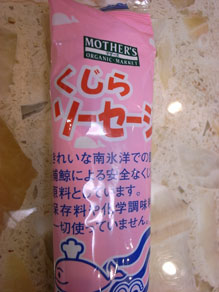 MOTHER'S
ORGANIC MARKET
くじら
ソーセージ
きれいな南氷洋での調
捕鯨による安全なくじ
原料としています。
保存料や化学調味料
一切使っていません。